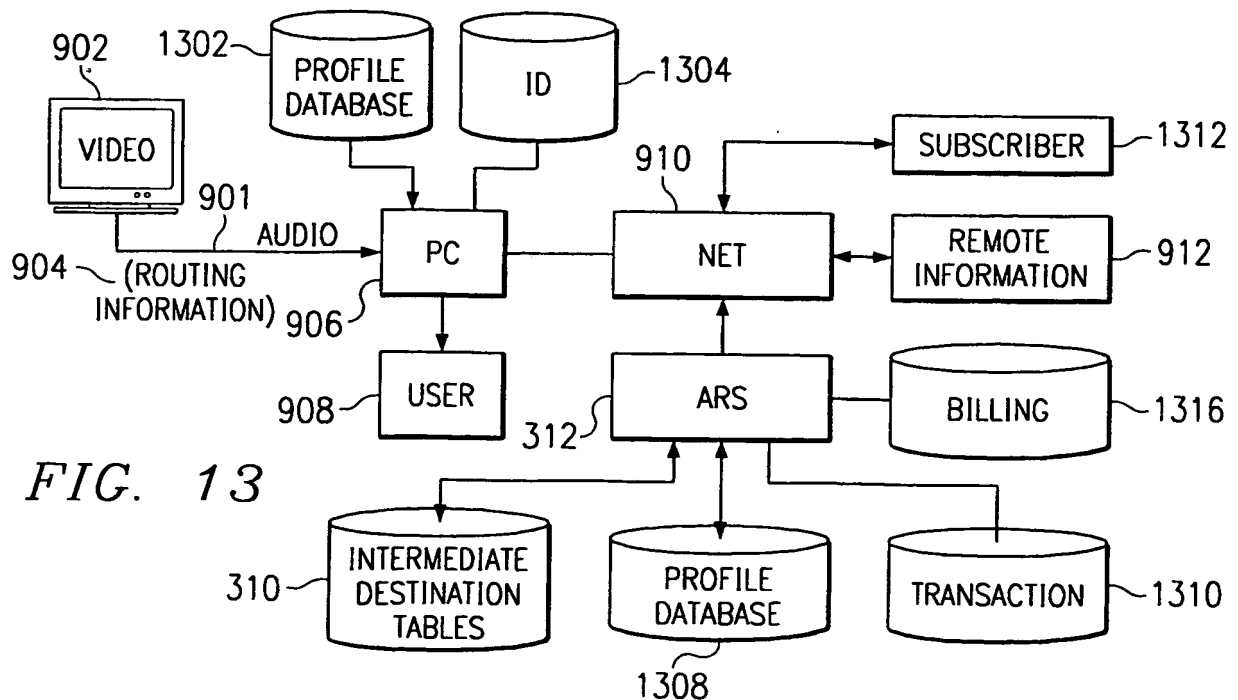 902
1302
PROFILE
DATABASE
ID
1304
VIDEO
901
AUDIO
904
(ROUTING
INFORMATION)
PC
906
910
NET
SUBSCRIBER
1312
REMOTE
INFORMATION
912
USER
908
ARS
312
BILLING
1316
FIG. 13
INTERMEDIATE
DESTINATION
TABLES
310
PROFILE
DATABASE
1308
TRANSACTION
1310